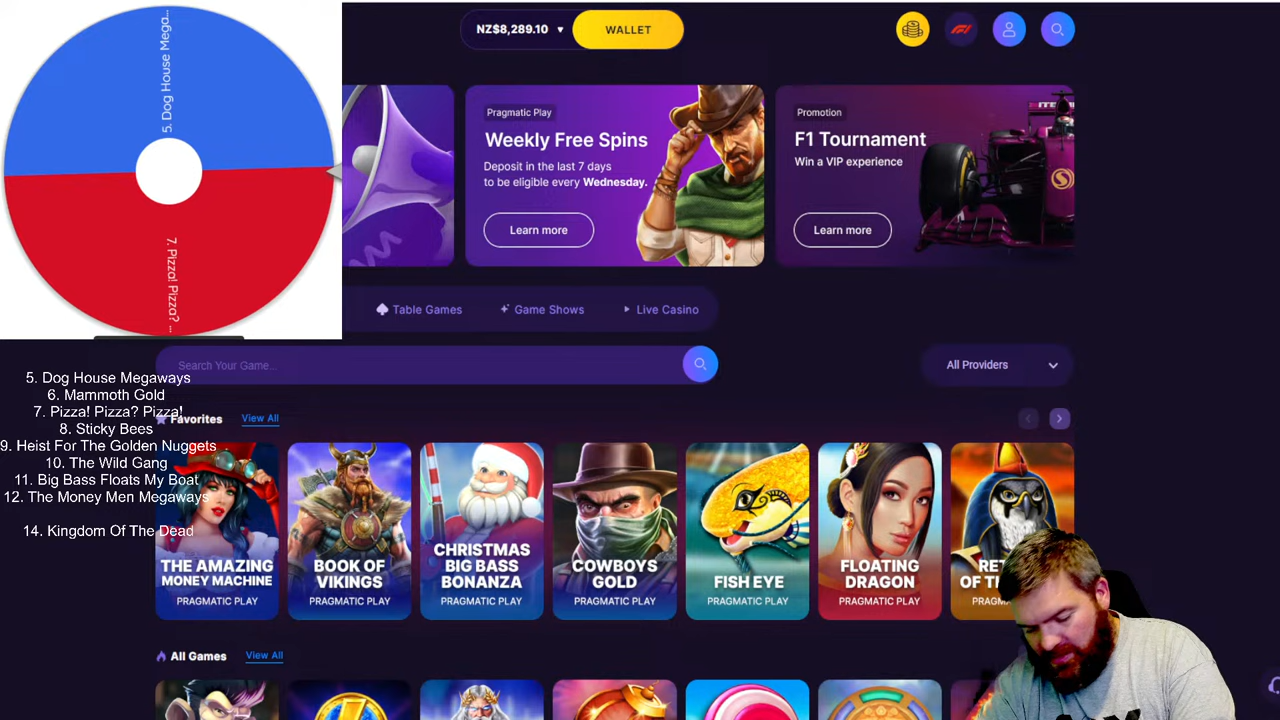 5. Dog House Mega...
7. Pizza! Pizza? ...
NZ$8,289.10
WALLET
Pragmatic Play
Weekly Free Spins
Deposit in the last 7 days
to be eligible every Wednesday.
Learn more
Promotion
F1 Tournament
Win a VIP experience
Learn more
Table Games
Game Shows
Live Casino
Search Your Game...
All Providers
5. Dog House Megaways
6. Mammoth Gold
7. Pizza! Pizza? Pizza!
8. Sticky Bees
9. Heist For The Golden Nuggets
10. The Wild Gang
11. Big Bass Floats My Boat
12. The Money Men Megaways
14. Kingdom Of The Dead
Favorites
View All
THE AMAZING
MONEY MACHINE
PRAGMATIC PLAY
BOOK OF
VIKINGS
PRAGMATIC PLAY
CHRISTMAS
BIG BASS
BONANZA
PRAGMATIC PLAY
COWBOYS
GOLD
PRAGMATIC PLAY
FISH EYE
PRAGMATIC PLAY
FLOATING
DRAGON
PRAGMATIC PLAY
All Games
View All